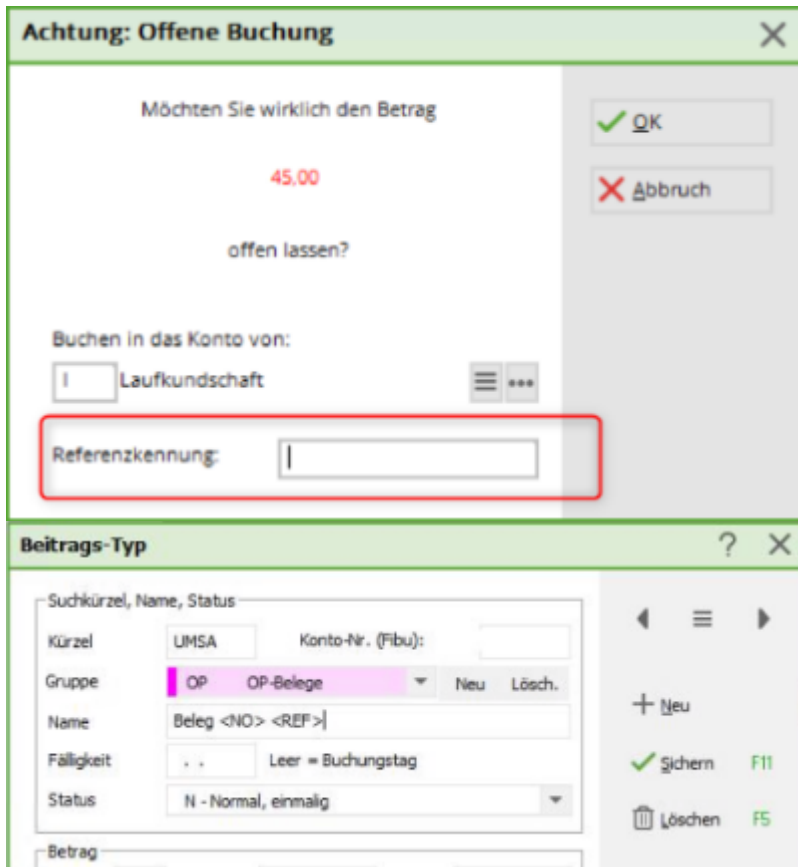 Achtung: Offene Buchung
Möchten Sie wirklich den Betrag
OK
45,00
Abbruch
offen lassen?
Buchen in das Konto von:
Laufkundschaft
Referenzkennung:
Beitrags-Typ
Suchkürzel, Name, Status
Kürzel UMSA Konto-Nr. (Fibu):
Gruppe OP OP-Belege Neu Lösch.
Neu
Name Beleg <NO> <REF>
Fälligkeit . . Leer = Buchungstag
Sichern F11
Status N - Normal, einmalig
Löschen F5
Betrag